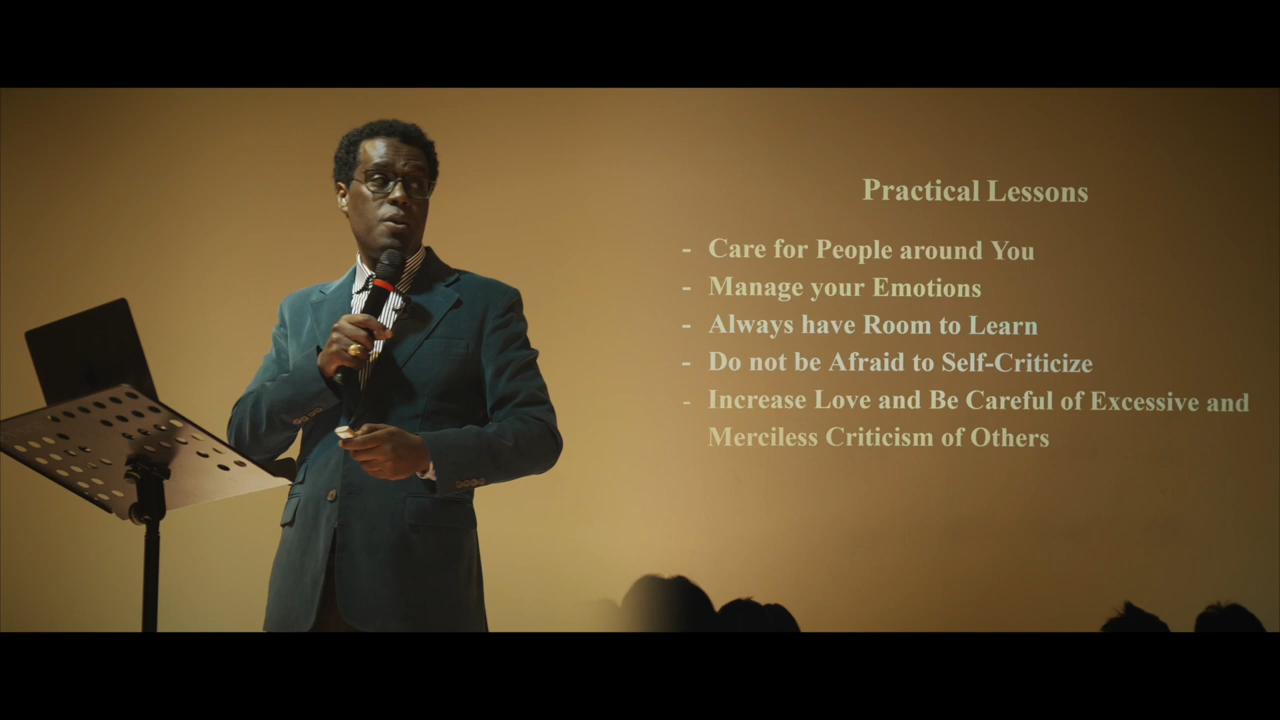 Practical Lessons
- Care for People around You
- Manage your Emotions
- Always have Room to Learn
- Do not be Afraid to Self-Criticize
- Increase Love and Be Careful of Excessive and
Merciless Criticism of Others